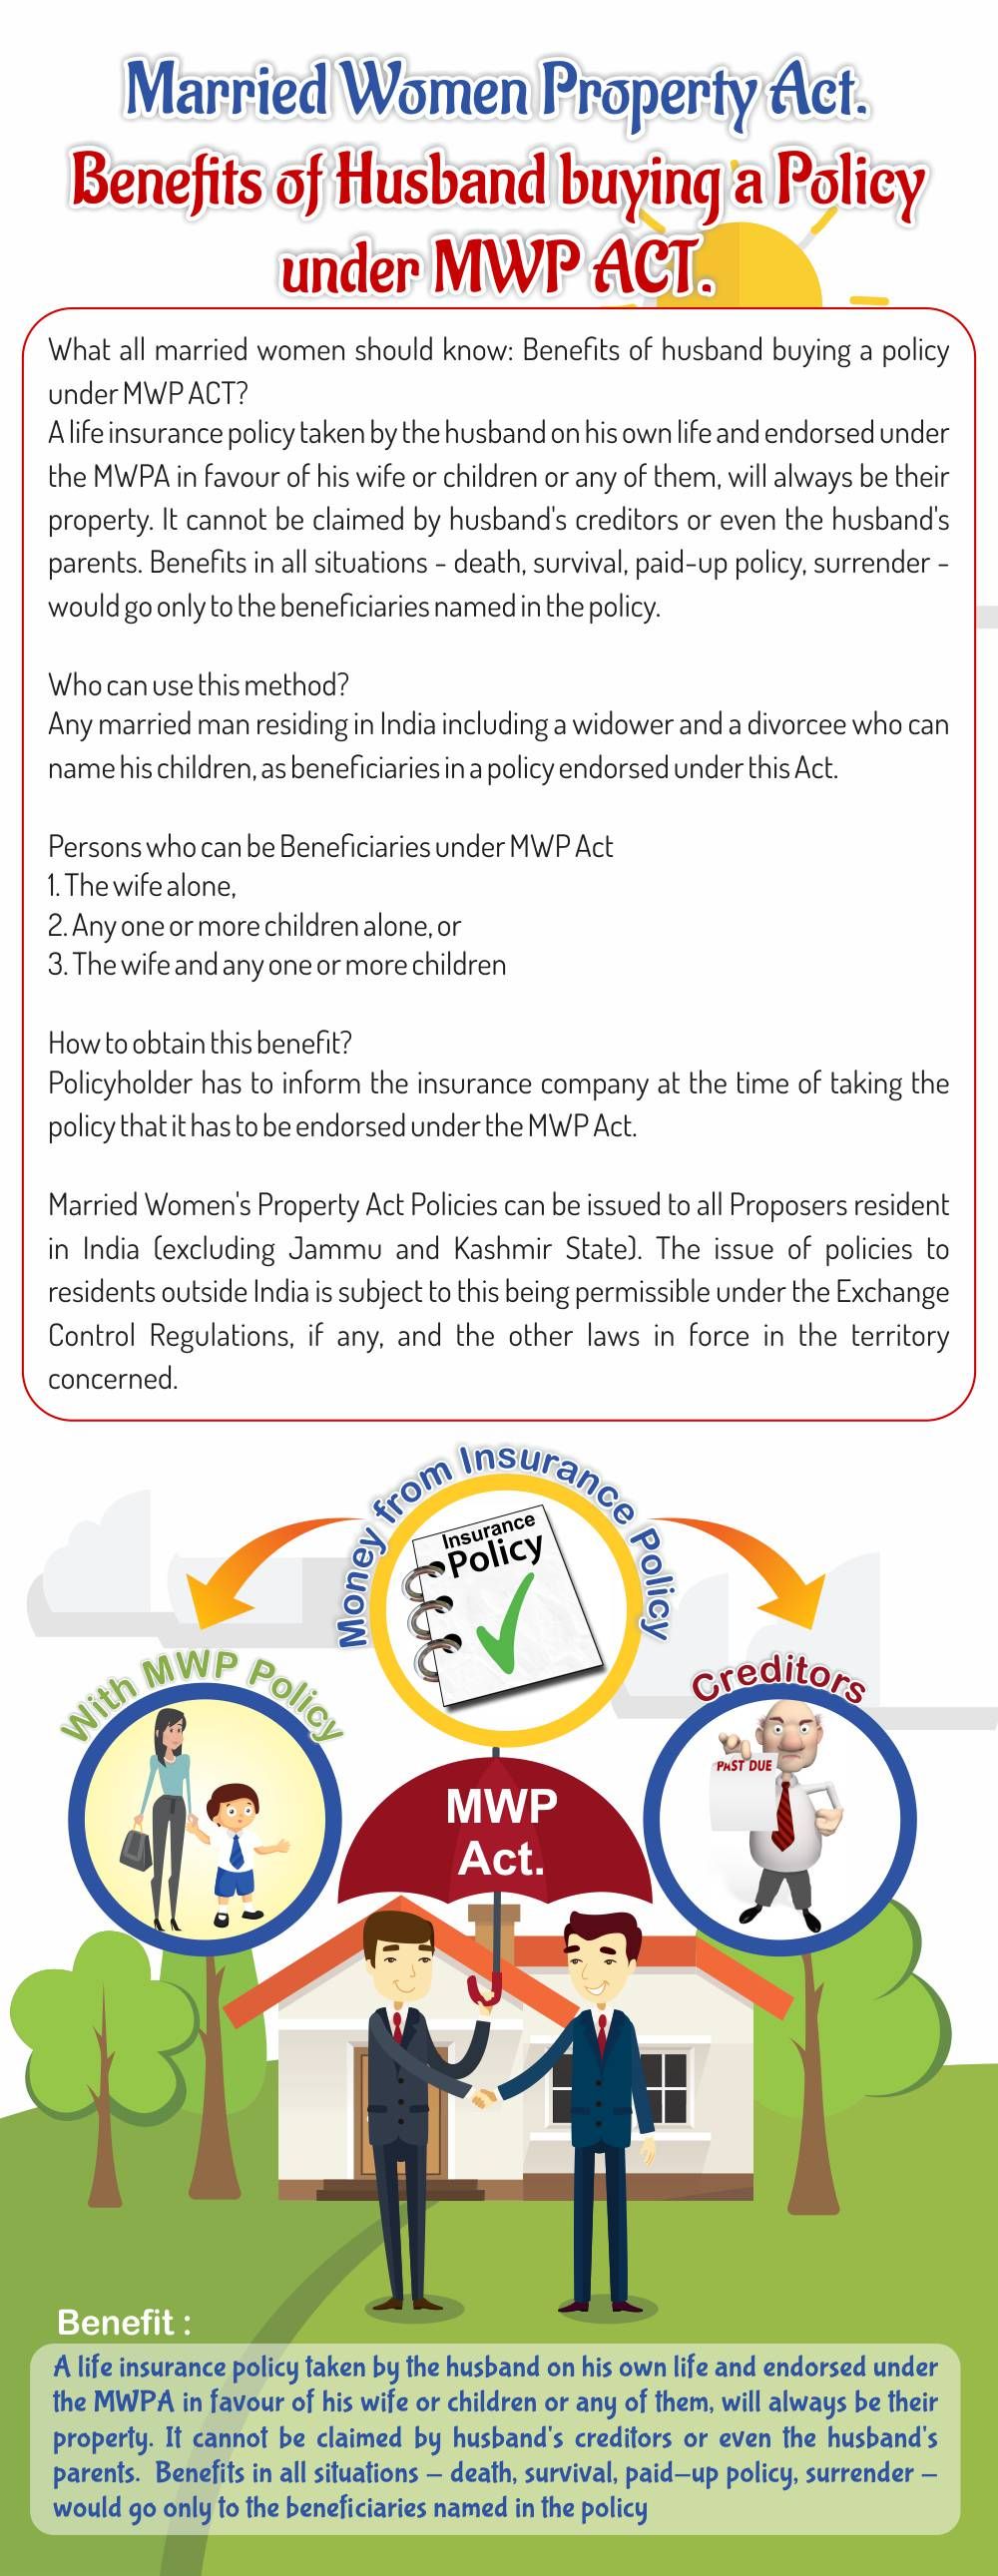 Married Women Property Act.
Benefits of Husband buying a Policy
under MWP ACT.
What all married women should know: Benefits of husband buying a policy
under MWP ACT?
A life insurance policy taken by the husband on his own life and endorsed under
the MWPA in favour of his wife or children or any of them, will always be their
property. It cannot be claimed by husband's creditors or even the husband's
parents. Benefits in all situations - death, survival, paid-up policy, surrender -
would go only to the beneficiaries named in the policy.
Who can use this method?
Any married man residing in India including a widower and a divorcee who can
name his children, as beneficiaries in a policy endorsed under this Act.
Persons who can be Beneficiaries under MWP Act
1. The wife alone,
2. Any one or more children alone, or
3. The wife and any one or more children
How to obtain this benefit?
Policyholder has to inform the insurance company at the time of taking the
policy that it has to be endorsed under the MWP Act.
Married Women's Property Act Policies can be issued to all Proposers resident
in India (excluding Jammu and Kashmir State). The issue of policies to
residents outside India is subject to this being permissible under the Exchange
Control Regulations, if any, and the other laws in force in the territory
concerned.
Money from Insurance Policy
Insurance
Policy
With MWP Policy
Creditors
PAST DUE
MWP
Act.
Benefit :
A life insurance policy taken by the husband on his own life and endorsed under
the MWPA in favour of his wife or children or any of them, will always be their
property. It cannot be claimed by husband's creditors or even the husband's
parents. Benefits in all situations – death, survival, paid-up policy, surrender –
would go only to the beneficiaries named in the policy